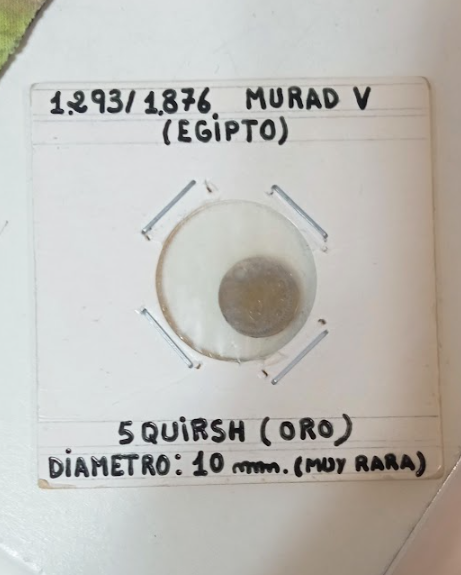 1.293/1.876 MURAD V
(EGIPTO)
5 QUIRSH (ORO)
DIAMETRO: 10 mm. (MUY RARA)